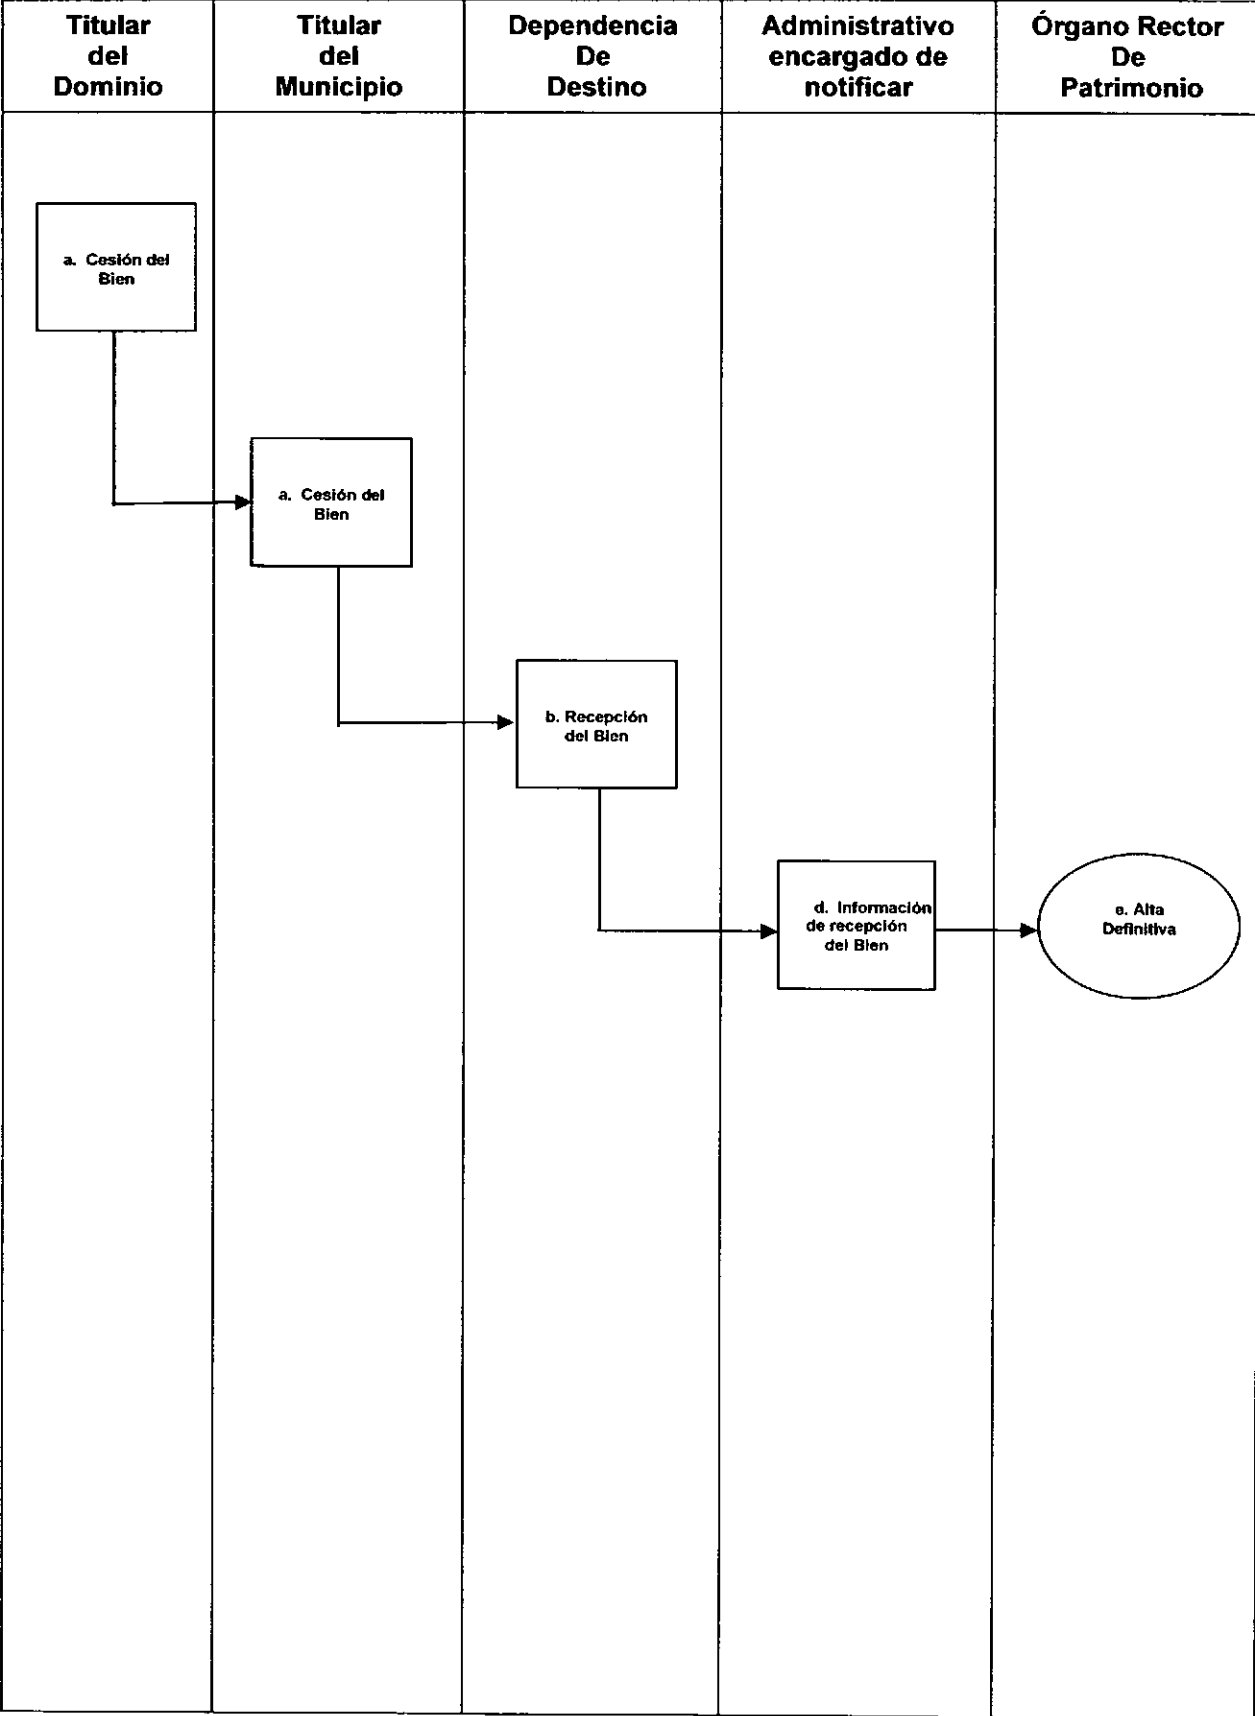 Titular
del
Dominio
Titular
del
Municipio
Dependencia
De
Destino
Administrativo
encargado de
notificar
Órgano Rector
De
Patrimonio
a. Cesión del
Bien
a. Cesión del
Bien
b. Recepción
del Bien
d. Información
de recepción
del Bien
e. Alta
Definitiva